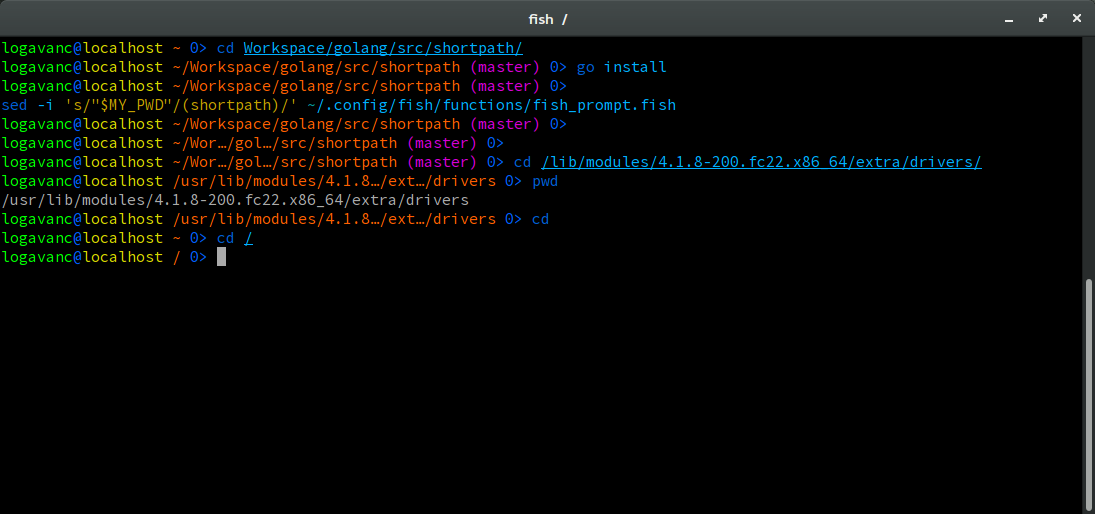 fish /
logavanc@localhost ~ 0> cd Workspace/golang/src/shortpath/
logavanc@localhost ~/Workspace/golang/src/shortpath (master) 0> go install
logavanc@localhost ~/Workspace/golang/src/shortpath (master) 0>
sed -i 's/"$MY_PWD"/(shortpath)/' ~/.config/fish/functions/fish_prompt.fish
logavanc@localhost ~/Workspace/golang/src/shortpath (master) 0>
logavanc@localhost ~/Wor…/gol…/src/shortpath (master) 0>
logavanc@localhost ~/Wor…/gol…/src/shortpath (master) 0> cd /lib/modules/4.1.8-200.fc22.x86_64/extra/drivers/
logavanc@localhost /usr/lib/modules/4.1.8…/ext…/drivers 0> pwd
/usr/lib/modules/4.1.8-200.fc22.x86_64/extra/drivers
logavanc@localhost /usr/lib/modules/4.1.8…/ext…/drivers 0> cd
logavanc@localhost ~ 0> cd /
logavanc@localhost / 0>